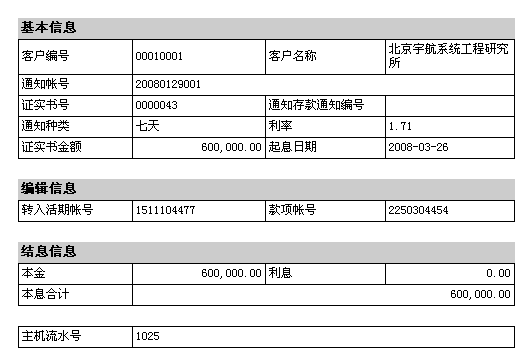 基本信息
客户编号 00010001 客户名称 北京宇航系统工程研究
所
通知帐号 20080129001
证实书号 0000043 通知存款通知编号
通知种类 七天 利率 1.71
证实书金额 600,000.00 起息日期 2008-03-26
编辑信息
转入活期帐号 1511104477 款项帐号 2250304454
结息信息
本金 600,000.00 利息 0.00
本息合计 600,000.00
主机流水号 1025